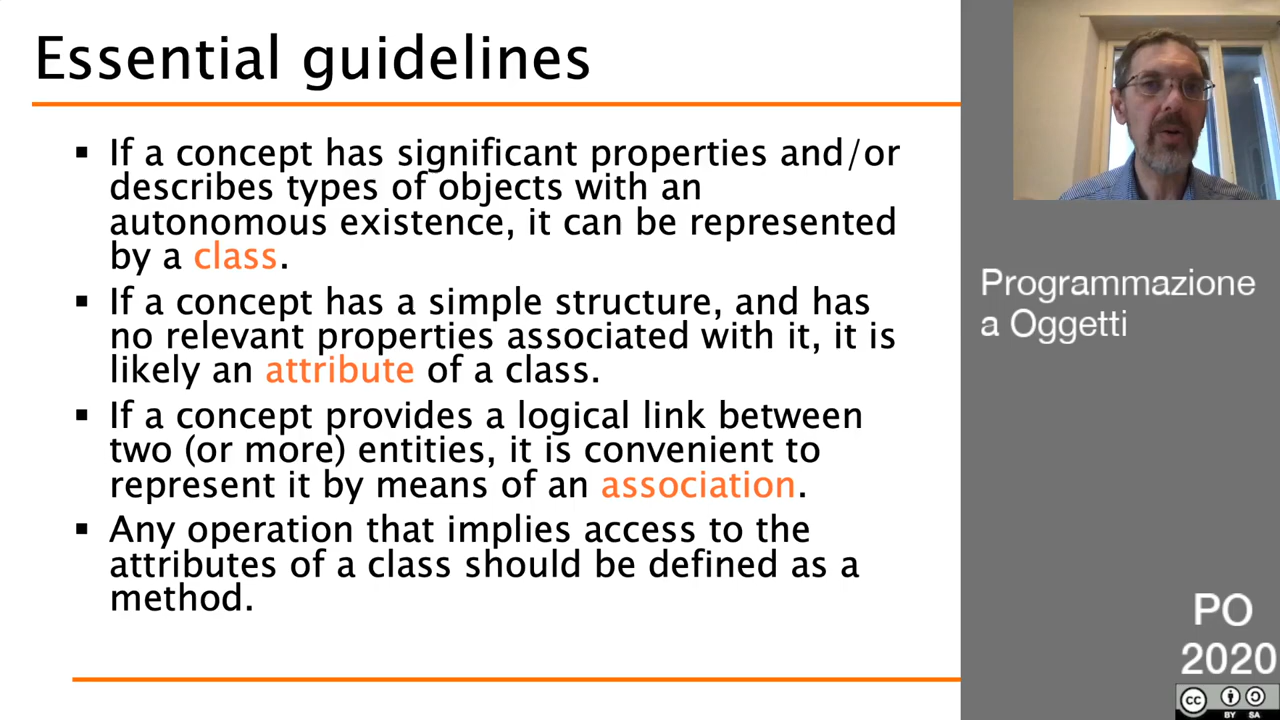 Essential guidelines
▪ If a concept has significant properties and/or
describes types of objects with an
autonomous existence, it can be represented
by a class.
▪ If a concept has a simple structure, and has
no relevant properties associated with it, it is
likely an attribute of a class.
▪ If a concept provides a logical link between
two (or more) entities, it is convenient to
represent it by means of an association.
▪ Any operation that implies access to the
attributes of a class should be defined as a
method.
Programmazione
a Oggetti
PO
2020
cc
BY SA